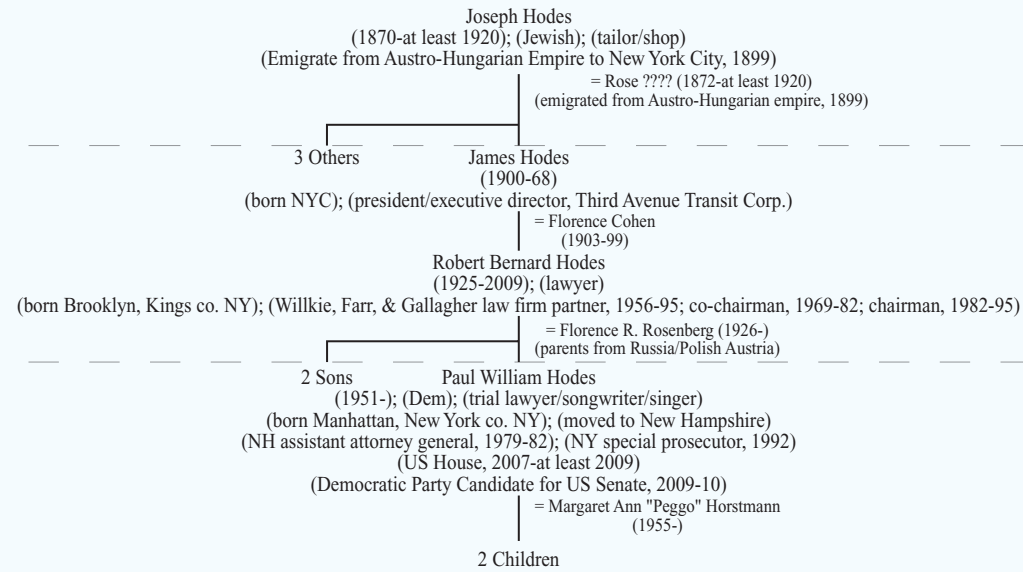 Joseph Hodes
(1870-at least 1920); (Jewish); (tailor/shop)
(Emigrate from Austro-Hungarian Empire to New York City, 1899)
= Rose ???? (1872-at least 1920)
(emigrated from Austro-Hungarian empire, 1899)
3 Others
James Hodes
(1900-68)
(born NYC); (president/executive director, Third Avenue Transit Corp.)
= Florence Cohen
(1903-99)
Robert Bernard Hodes
(1925-2009); (lawyer)
(born Brooklyn, Kings co. NY); (Willkie, Farr, & Gallagher law firm partner, 1956-95; co-chairman, 1969-82; chairman, 1982-95)
= Florence R. Rosenberg (1926-)
(parents from Russia/Polish Austria)
2 Sons
Paul William Hodes
(1951-); (Dem); (trial lawyer/songwriter/singer)
(born Manhattan, New York co. NY); (moved to New Hampshire)
(NH assistant attorney general, 1979-82); (NY special prosecutor, 1992)
(US House, 2007-at least 2009)
(Democratic Party Candidate for US Senate, 2009-10)
= Margaret Ann "Peggo" Horstmann
(1955-)
2 Children